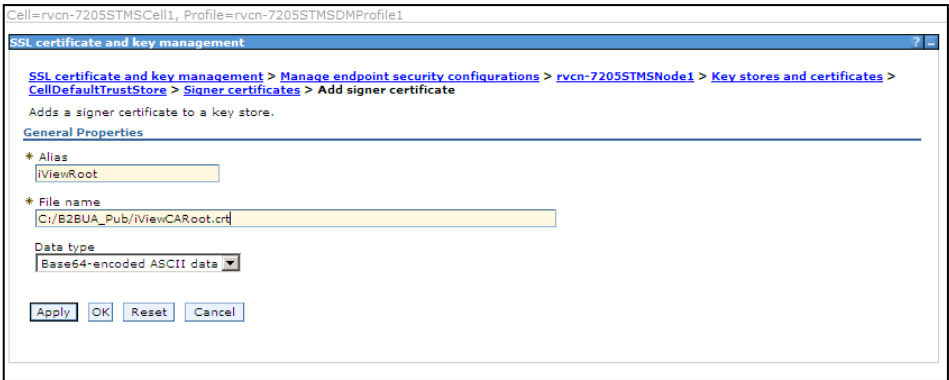 Cell=rvcn-7205STMSCell1, Profile=rvcn-7205STMSDMProfile1
SSL certificate and key management ? -
SSL certificate and key management > Manage endpoint security configurations > rvcn-7205STMSNode1 > Key stores and certificates >
CellDefaultTrustStore > Signer certificates > Add signer certificate
Adds a signer certificate to a key store.
General Properties
* Alias
iViewRoot
* File name
C:/B2BUA_Pub/iViewCARoot.crt
Data type
Base64-encoded ASCII data
Apply OK Reset Cancel